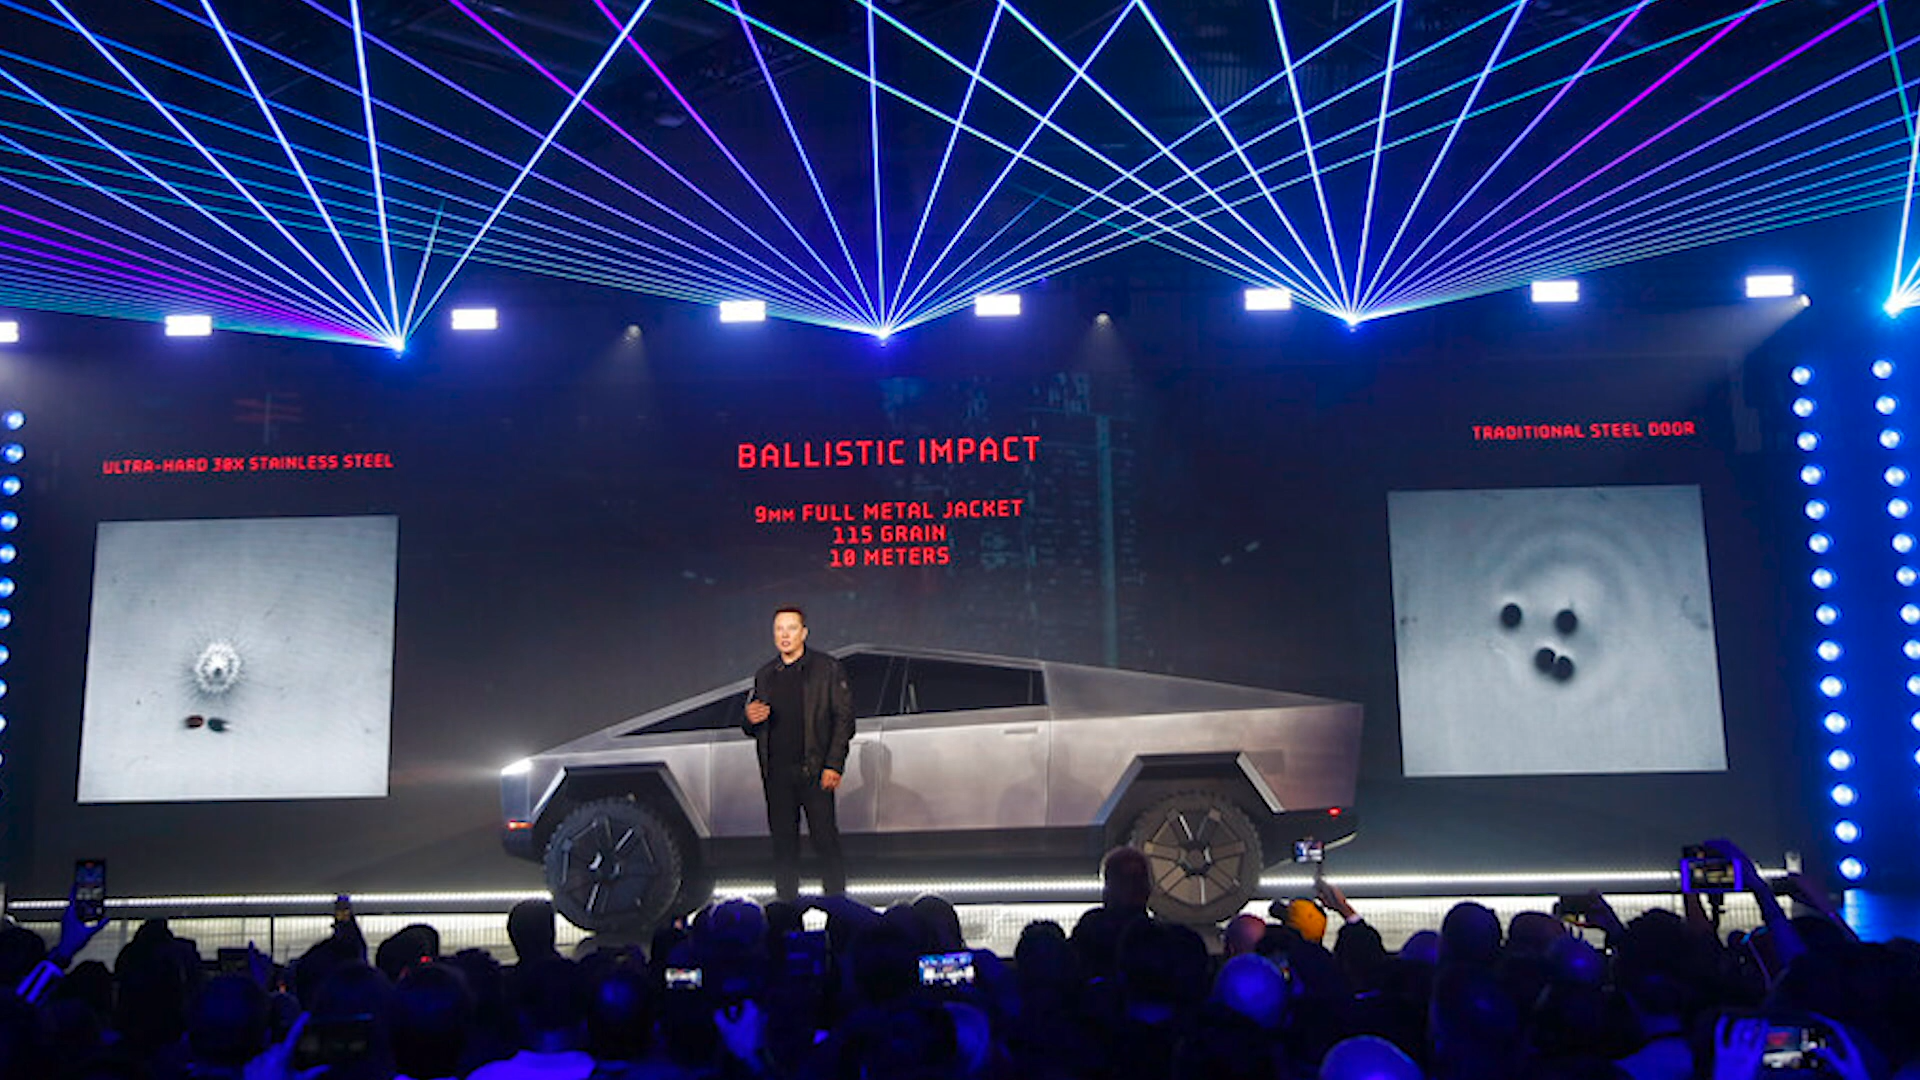 ULTRA-HARD 30X STAINLESS STEEL
BALLISTIC IMPACT
9MM FULL METAL JACKET
115 GRAIN
10 METERS
TRADITIONAL STEEL DOOR